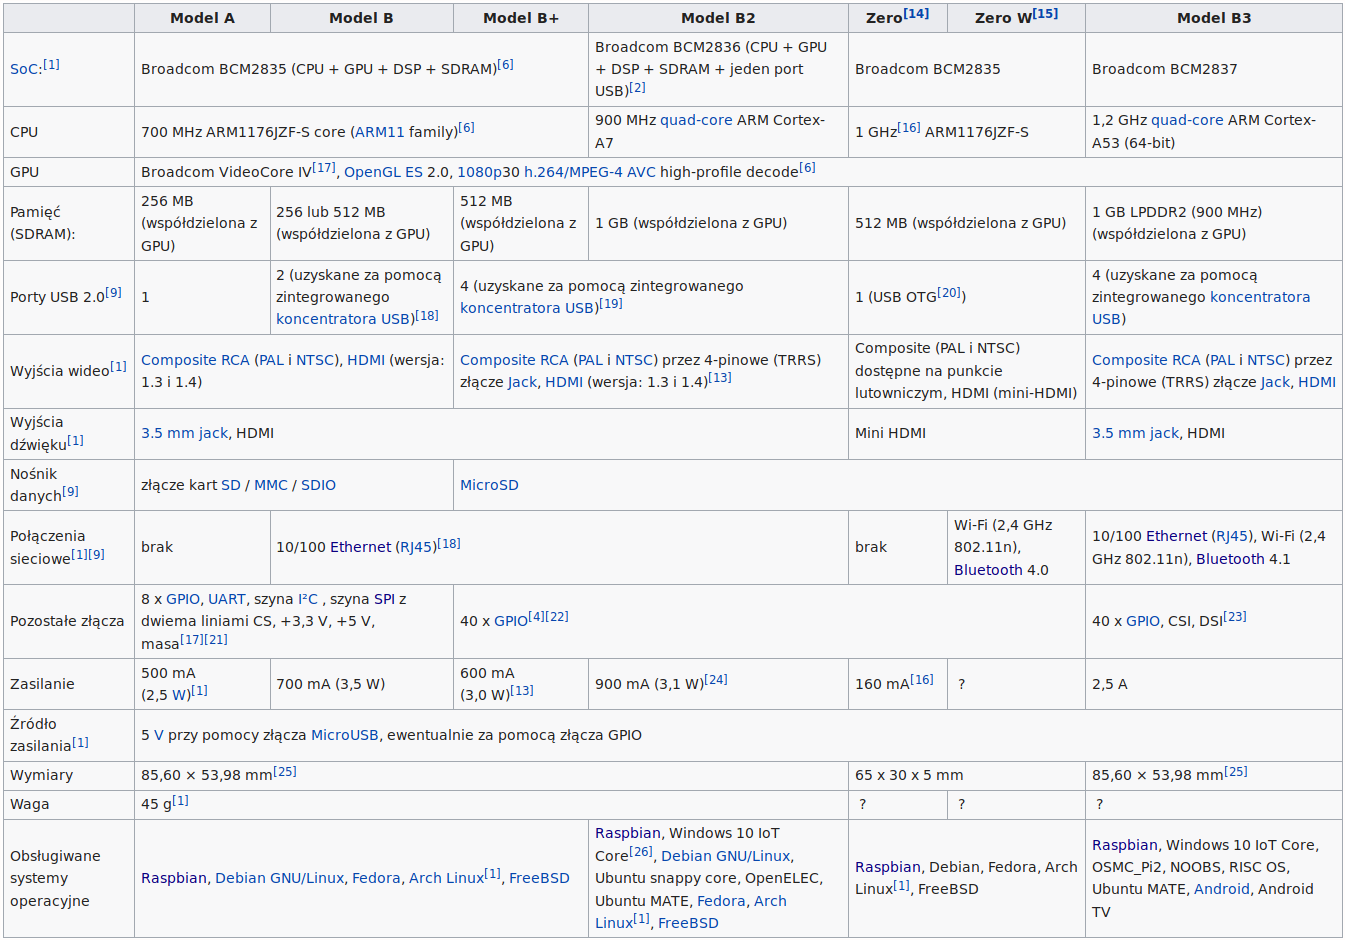 Model A Model B Model B+ Model B2 Zero[14] Zero W[15] Model B3
SoC:[1]
Broadcom BCM2835 (CPU + GPU + DSP + SDRAM)[6]
Broadcom BCM2836 (CPU + GPU
+ DSP + SDRAM + jeden port
USB)[2]
Broadcom BCM2835
Broadcom BCM2837
CPU
700 MHz ARM1176JZF-S core (ARM11 family)[6]
900 MHz quad-core ARM Cortex-
A7
1 GHz[16] ARM1176JZF-S
1,2 GHz quad-core ARM Cortex-
A53 (64-bit)
GPU
Broadcom VideoCore IV[17], OpenGL ES 2.0, 1080p30 h.264/MPEG-4 AVC high-profile decode[6]
Pamięć
(SDRAM):
256 MB
(współdzielona z
GPU)
256 lub 512 MB
(współdzielona z GPU)
512 MB
(współdzielona z
GPU)
1 GB (współdzielona z GPU)
512 MB (współdzielona z GPU)
1 GB LPDDR2 (900 MHz)
(współdzielona z GPU)
Porty USB 2.0[9]
1
2 (uzyskane za pomocą
zintegrowanego
koncentratora USB)[18]
4 (uzyskane za pomocą zintegrowanego
koncentratora USB)[19]
1 (USB OTG[20])
4 (uzyskane za pomocą
zintegrowanego koncentratora
USB)
Wyjścia wideo[1]
Composite RCA (PAL i NTSC), HDMI (wersja:
1.3 i 1.4)
Composite RCA (PAL i NTSC) przez 4-pinowe (TRRS)
złącze Jack, HDMI (wersja: 1.3 i 1.4)[13]
Composite (PAL i NTSC)
dostępne na punkcie
lutowniczym, HDMI (mini-HDMI)
Composite RCA (PAL i NTSC) przez
4-pinowe (TRRS) złącze Jack, HDMI
Wyjścia
dźwięku[1]
3.5 mm jack, HDMI
Mini HDMI
3.5 mm jack, HDMI
Nośnik
danych[9]
złącze kart SD / MMC / SDIO
MicroSD
Połączenia
sieciowe[1][9]
brak
10/100 Ethernet (RJ45)[18]
brak
Wi-Fi (2,4 GHz
802.11n),
Bluetooth 4.0
10/100 Ethernet (RJ45), Wi-Fi (2,4
GHz 802.11n), Bluetooth 4.1
Pozostałe złącza
8 x GPIO, UART, szyna I²C , szyna SPI z
dwiema liniami CS, +3,3 V, +5 V,
masa[17][21]
40 x GPIO[4][22]
40 x GPIO, CSI, DSI[23]
Zasilanie
500 mA
(2,5 W)[1]
700 mA (3,5 W)
600 mA
(3,0 W)[13]
900 mA (3,1 W)[24]
160 mA[16]
?
2,5 A
Źródło
zasilania[1]
5 V przy pomocy złącza MicroUSB, ewentualnie za pomocą złącza GPIO
Wymiary
85,60 × 53,98 mm[25]
65 x 30 x 5 mm
85,60 × 53,98 mm[25]
Waga
45 g[1]
?
?
?
Obsługiwane
systemy
operacyjne
Raspbian, Debian GNU/Linux, Fedora, Arch Linux[1], FreeBSD
Raspbian, Windows 10 IoT
Core[26], Debian GNU/Linux,
Ubuntu snappy core, OpenELEC,
Ubuntu MATE, Fedora, Arch
Linux[1], FreeBSD
Raspbian, Debian, Fedora, Arch
Linux[1], FreeBSD
Raspbian, Windows 10 IoT Core,
OSMC_Pi2, NOOBS, RISC OS,
Ubuntu MATE, Android, Android
TV